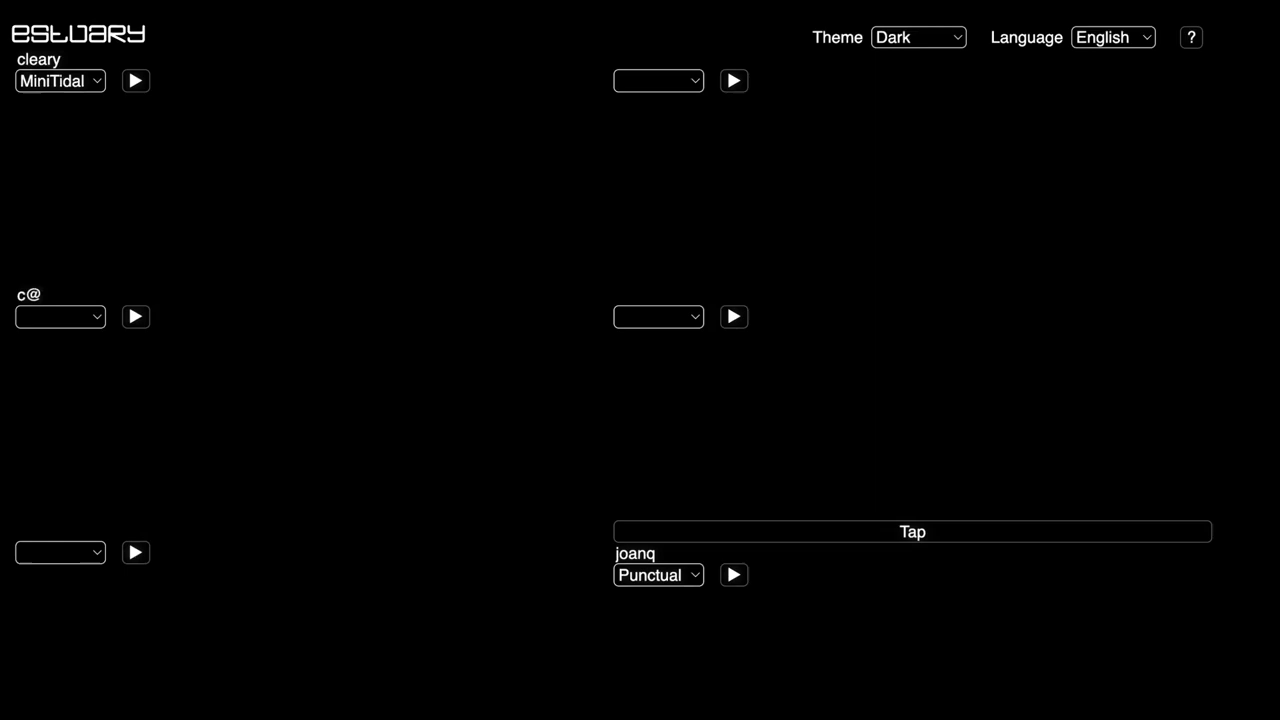 estuary
Theme Dark Language English ?
cleary
MiniTidal
c@
Tap
joanq
Punctual